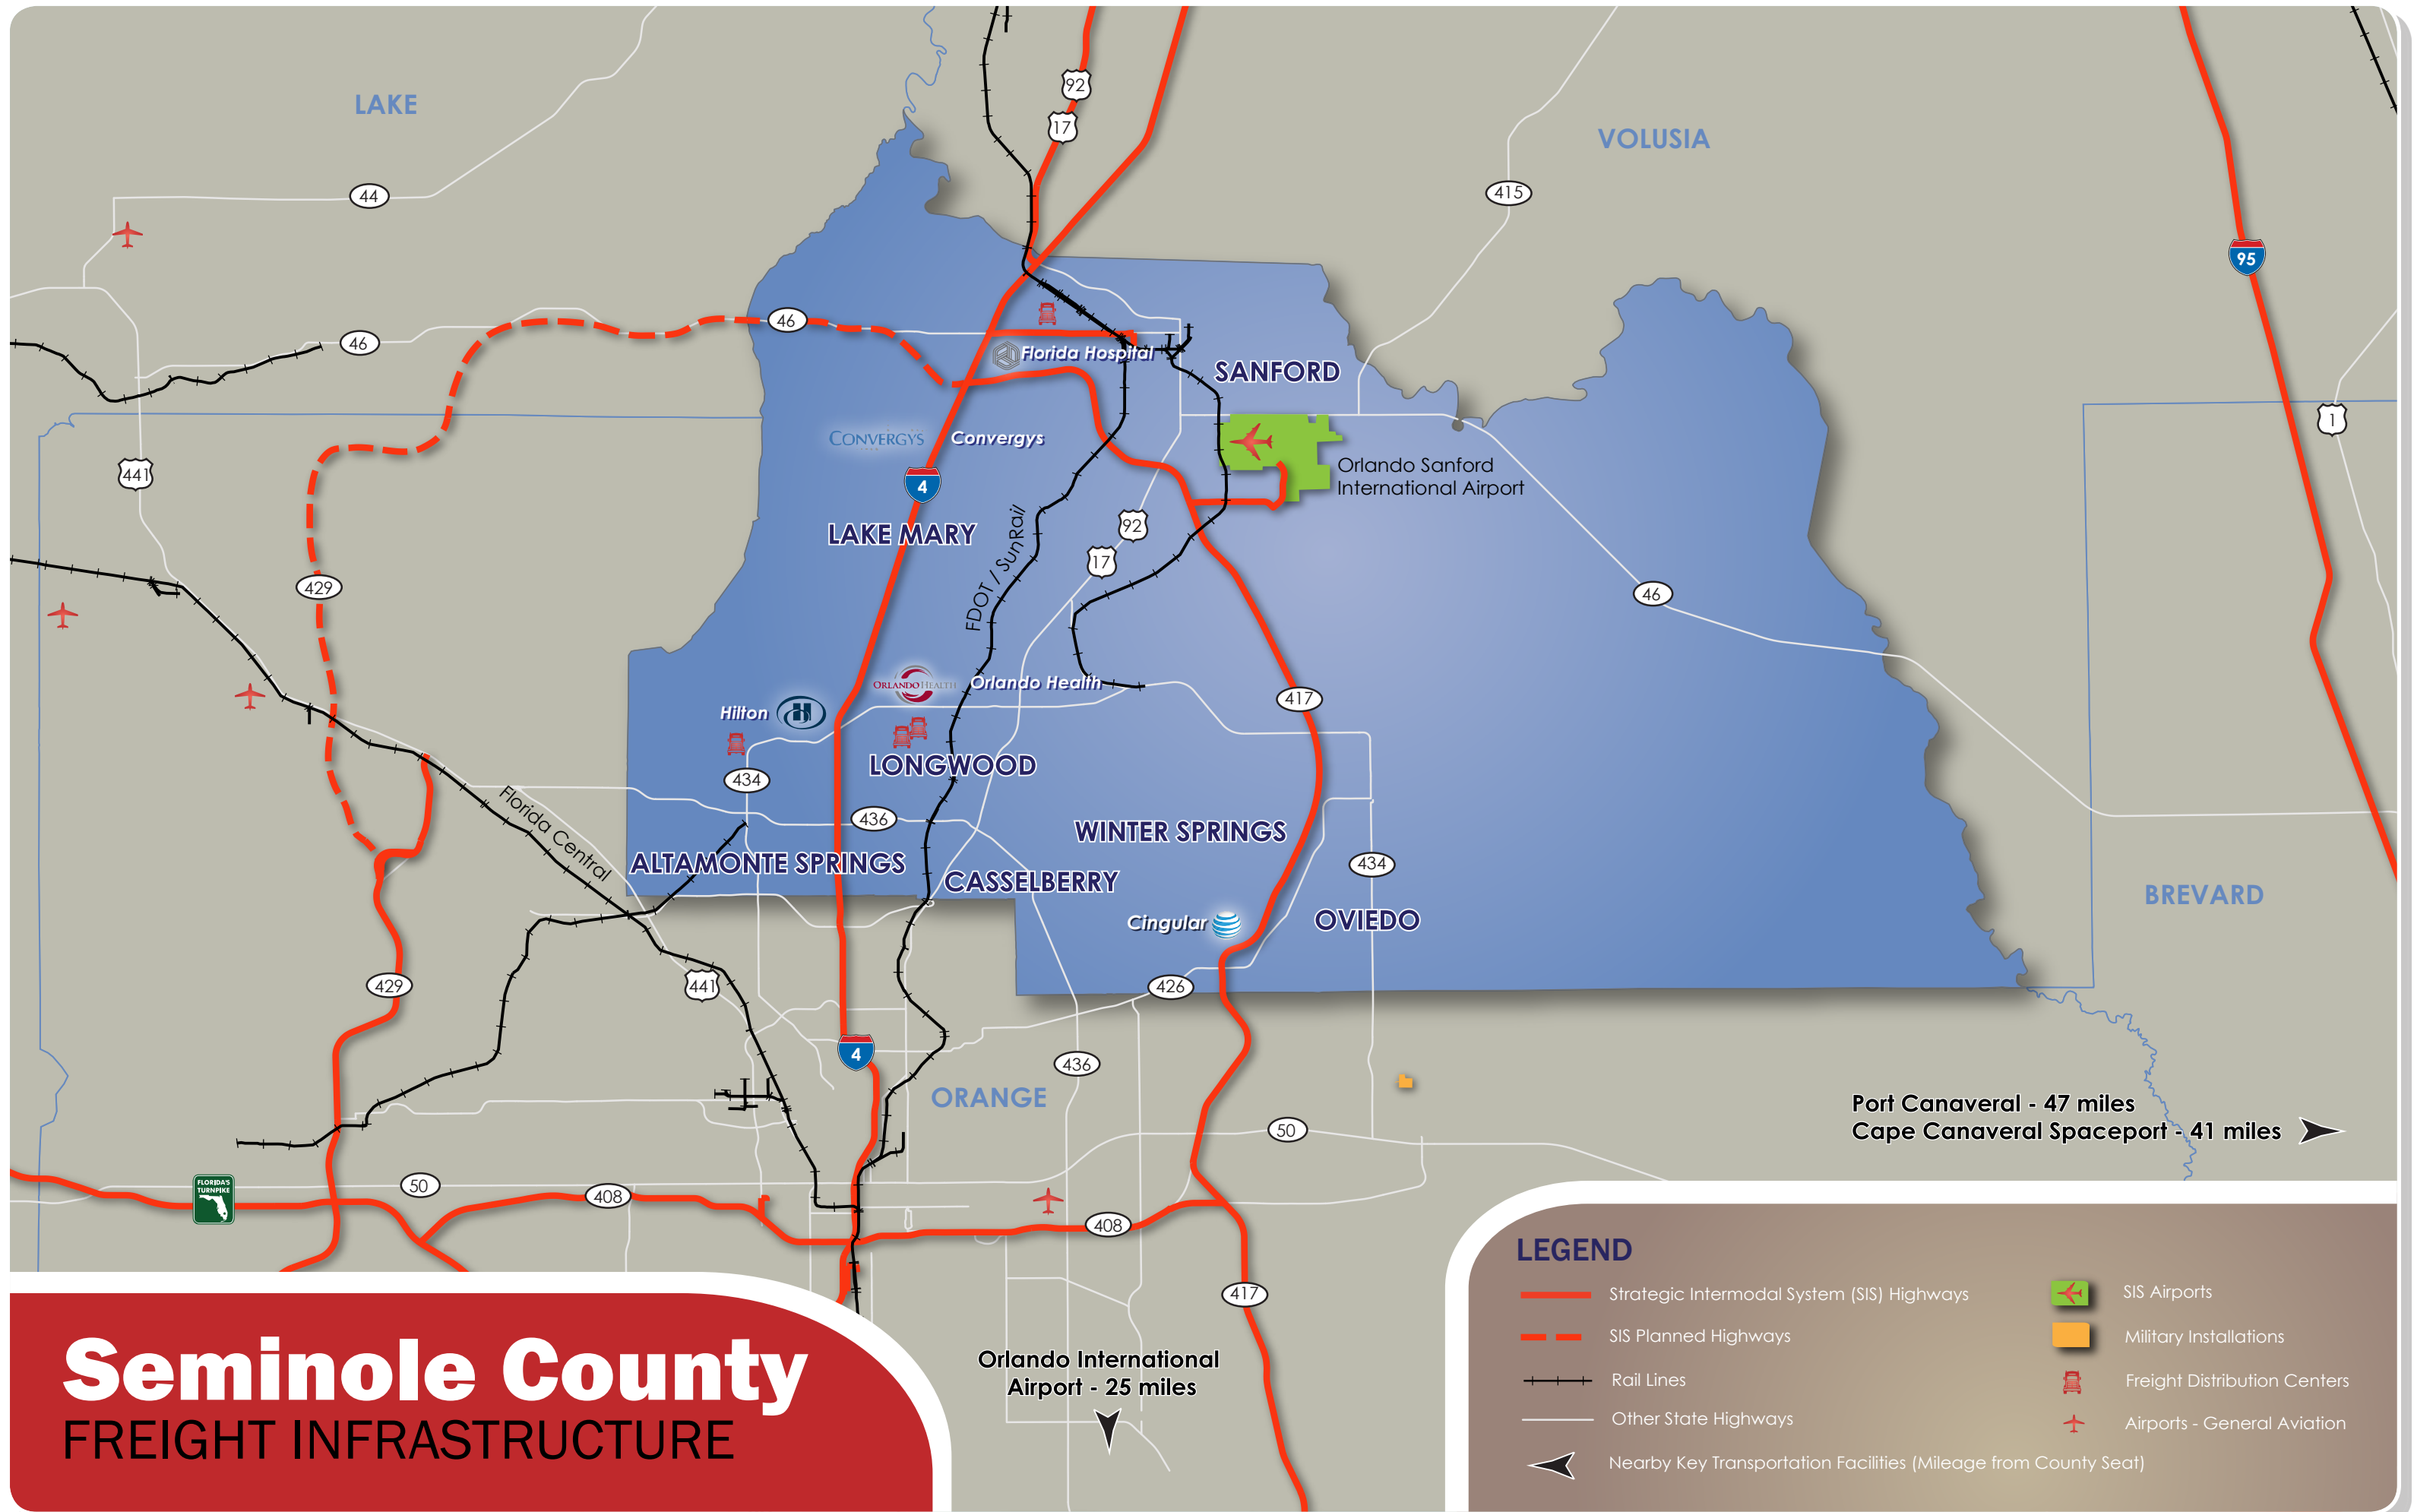 LAKE
VOLUSIA
92
17
44
415
95
46
46
Florida Hospital
SANFORD
1
CONVERGYS
Convergys
441
Orlando Sanford
International Airport
4
LAKE MARY
92
FDOT / SunRail
17
429
46
ORLANDO HEALTH
Orlando Health
417
Hilton
H
LONGWOOD
434
Florida Central
436
WINTER SPRINGS
ALTAMONTE SPRINGS
434
CASSELBERRY
BREVARD
Cingular
OVIEDO
429
441
426
4
436
ORANGE
Port Canaveral - 47 miles
Cape Canaveral Spaceport - 41 miles
50
FLORIDA'S
TURNPIKE
50
408
408
417
LEGEND
Strategic Intermodal System (SIS) Highways
SIS Planned Highways
Rail Lines
Other State Highways
Nearby Key Transportation Facilities (Mileage from County Seat)
SIS Airports
Military Installations
Freight Distribution Centers
Airports - General Aviation
Orlando International
Airport - 25 miles
Seminole County
FREIGHT INFRASTRUCTURE